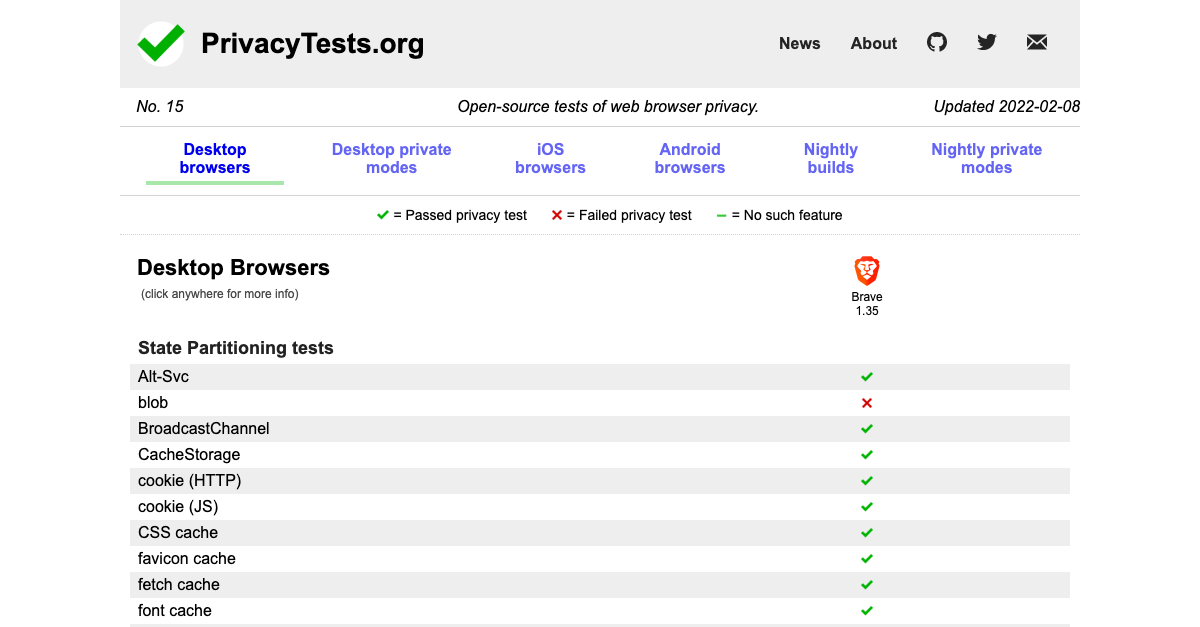 PrivacyTests.org
News About
No. 15 Open-source tests of web browser privacy. Updated 2022-02-08
Desktop browsers Desktop private modes iOS browsers Android browsers Nightly builds Nightly private modes
✓ = Passed privacy test ✕ = Failed privacy test – = No such feature
Desktop Browsers
(click anywhere for more info)
Brave
1.35
State Partitioning tests
Alt-Svc
blob
BroadcastChannel
CacheStorage
cookie (HTTP)
cookie (JS)
CSS cache
favicon cache
fetch cache
font cache